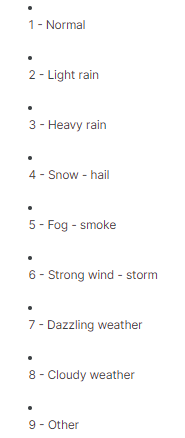 1 - Normal
2 - Light rain
3 - Heavy rain
4 - Snow - hail
5 - Fog - smoke
6 - Strong wind - storm
7 - Dazzling weather
8 - Cloudy weather
9 - Other